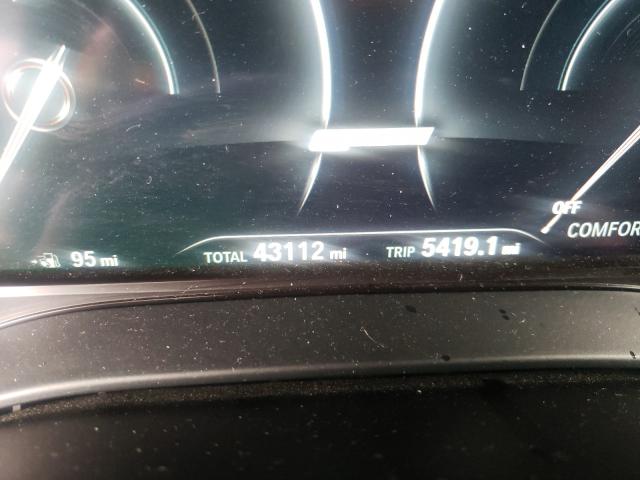 OFF
COMFOR
95 mi
TOTAL 43112 mi TRIP 5419.1 mi